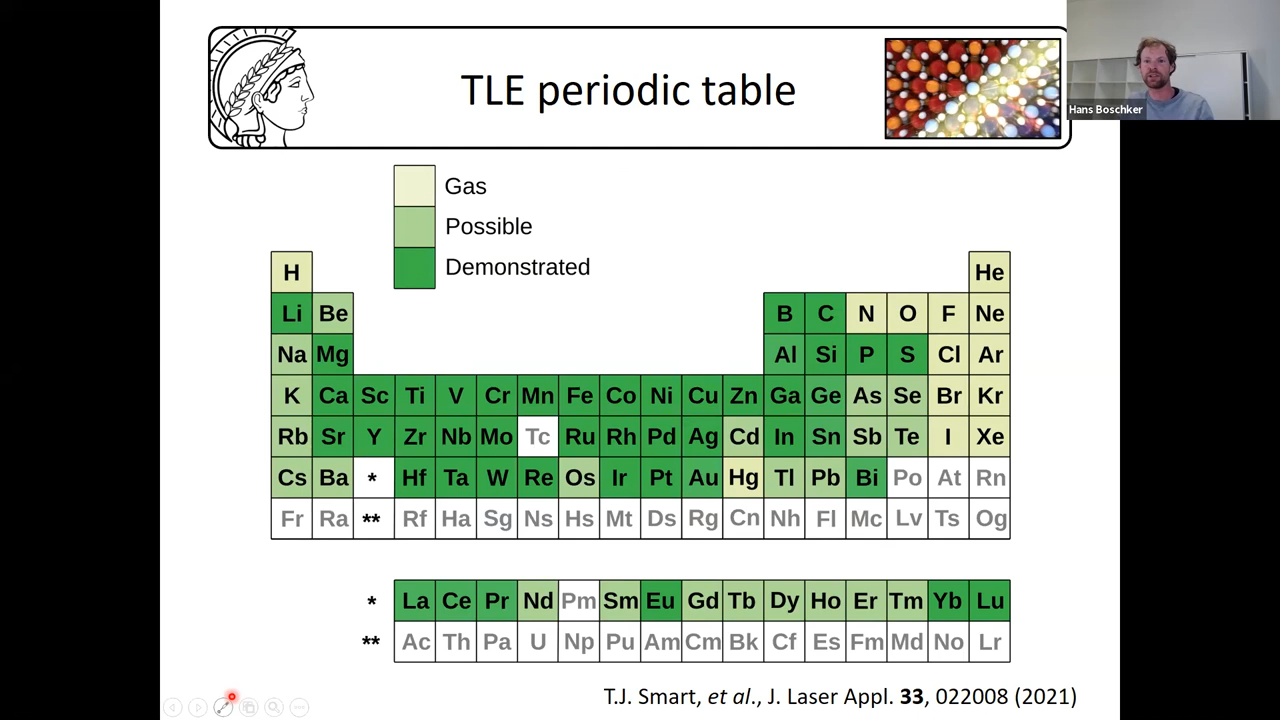 TLE periodic table
Hans Boschker
Gas
Possible
Demonstrated
H He
Li Be B C N O F Ne
Na Mg Al Si P S Cl Ar
K Ca Sc Ti V Cr Mn Fe Co Ni Cu Zn Ga Ge As Se Br Kr
Rb Sr Y Zr Nb Mo Tc Ru Rh Pd Ag Cd In Sn Sb Te I Xe
Cs Ba * Hf Ta W Re Os Ir Pt Au Hg Tl Pb Bi Po At Rn
Fr Ra ** Rf Ha Sg Ns Hs Mt Ds Rg Cn Nh Fl Mc Lv Ts Og
* La Ce Pr Nd Pm Sm Eu Gd Tb Dy Ho Er Tm Yb Lu
** Ac Th Pa U Np Pu Am Cm Bk Cf Es Fm Md No Lr
T.J. Smart, et al., J. Laser Appl. 33, 022008 (2021)